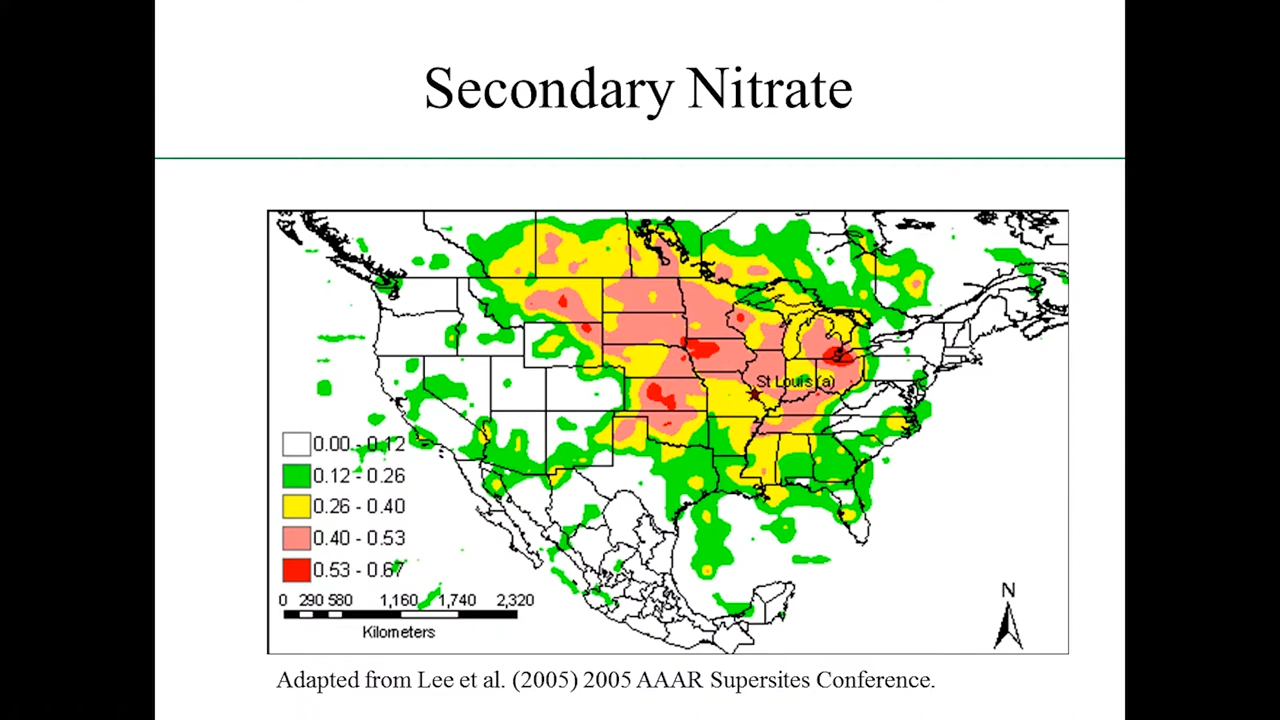 Secondary Nitrate
St Louis (a)
0.00 - 0.12
0.12 - 0.26
0.26 - 0.40
0.40 - 0.53
0.53 - 0.67
0 290 580 1,160 1,740 2,320
Kilometers
N
Adapted from Lee et al. (2005) 2005 AAAR Supersites Conference.